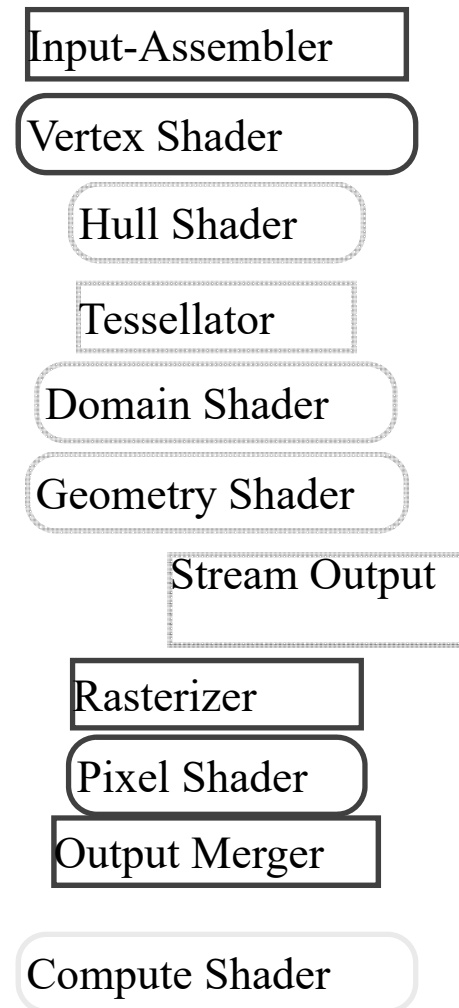 Input-Assembler
Vertex Shader
Hull Shader
Tessellator
Domain Shader
Geometry Shader
Stream Output
Rasterizer
Pixel Shader
Output Merger
Compute Shader